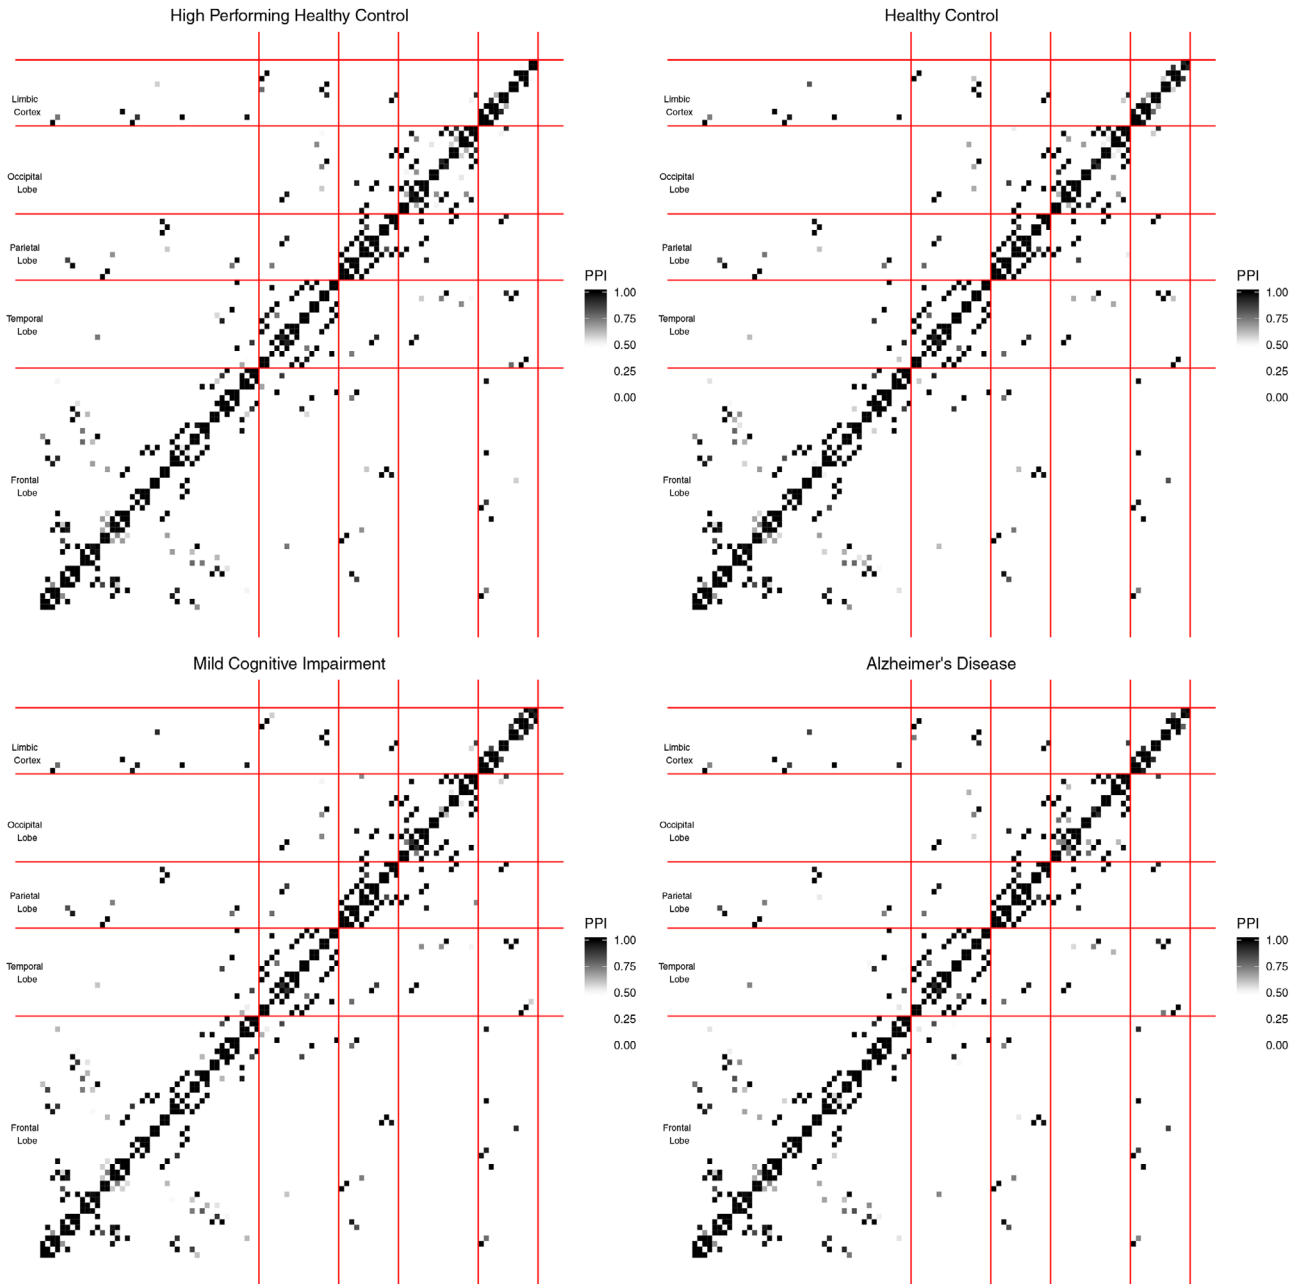 High Performing Healthy Control
Limbic
Cortex
Occipital
Lobe
Parietal
Lobe
Temporal
Lobe
Frontal
Lobe
PPI
1.00
0.75
0.50
0.25
0.00
Healthy Control
Limbic
Cortex
Occipital
Lobe
Parietal
Lobe
Temporal
Lobe
Frontal
Lobe
PPI
1.00
0.75
0.50
0.25
0.00
Mild Cognitive Impairment
Limbic
Cortex
Occipital
Lobe
Parietal
Lobe
Temporal
Lobe
Frontal
Lobe
PPI
1.00
0.75
0.50
0.25
0.00
Alzheimer's Disease
Limbic
Cortex
Occipital
Lobe
Parietal
Lobe
Temporal
Lobe
Frontal
Lobe
PPI
1.00
0.75
0.50
0.25
0.00